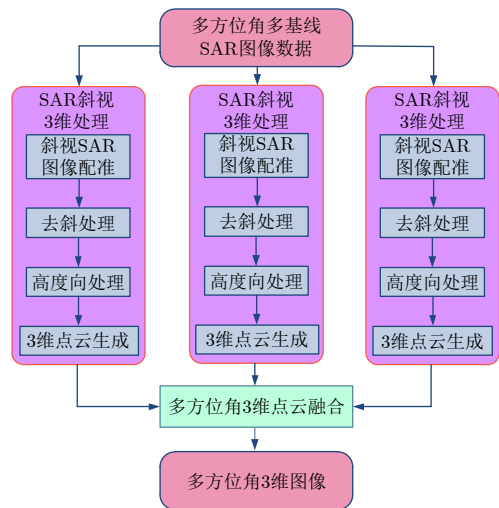 多方位角多基线
SAR图像数据
SAR斜视
3维处理
斜视SAR
图像配准
去斜处理
高度向处理
3维点云生成
SAR斜视
3维处理
斜视SAR
图像配准
去斜处理
高度向处理
3维点云生成
SAR斜视
3维处理
斜视SAR
图像配准
去斜处理
高度向处理
3维点云生成
多方位角3维点云融合
多方位角3维图像